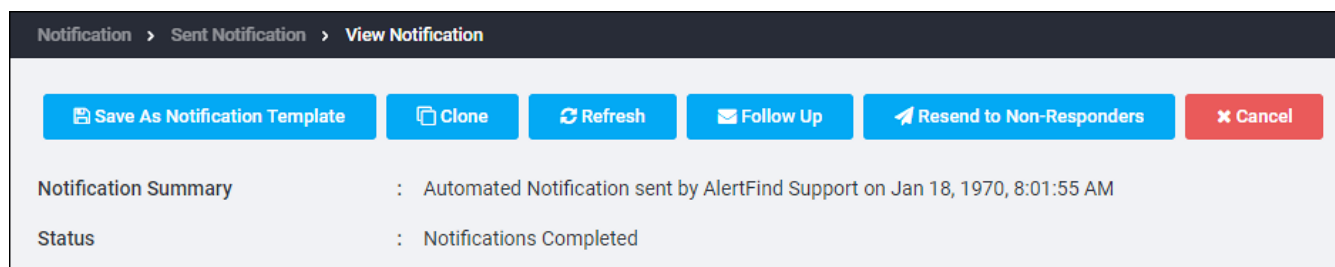 Notification > Sent Notification > View Notification
Save As Notification Template Clone Refresh Follow Up Resend to Non-Responders Cancel
Notification Summary : Automated Notification sent by AlertFind Support on Jan 18, 1970, 8:01:55 AM
Status : Notifications Completed